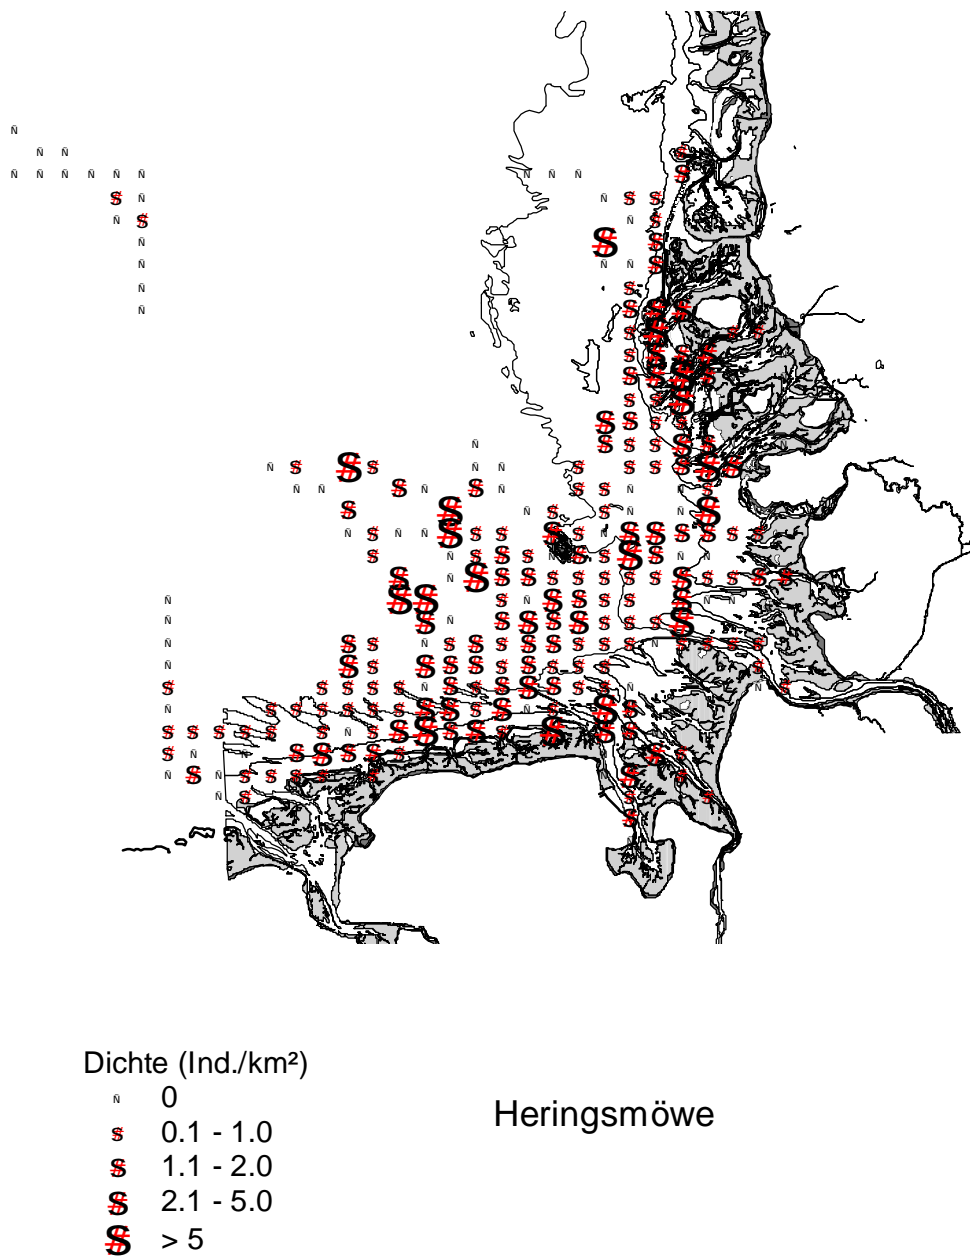 Dichte (Ind./km²)
Ñ 0
0.1 - 1.0
1.1 - 2.0
2.1 - 5.0
> 5
Heringsmöwe